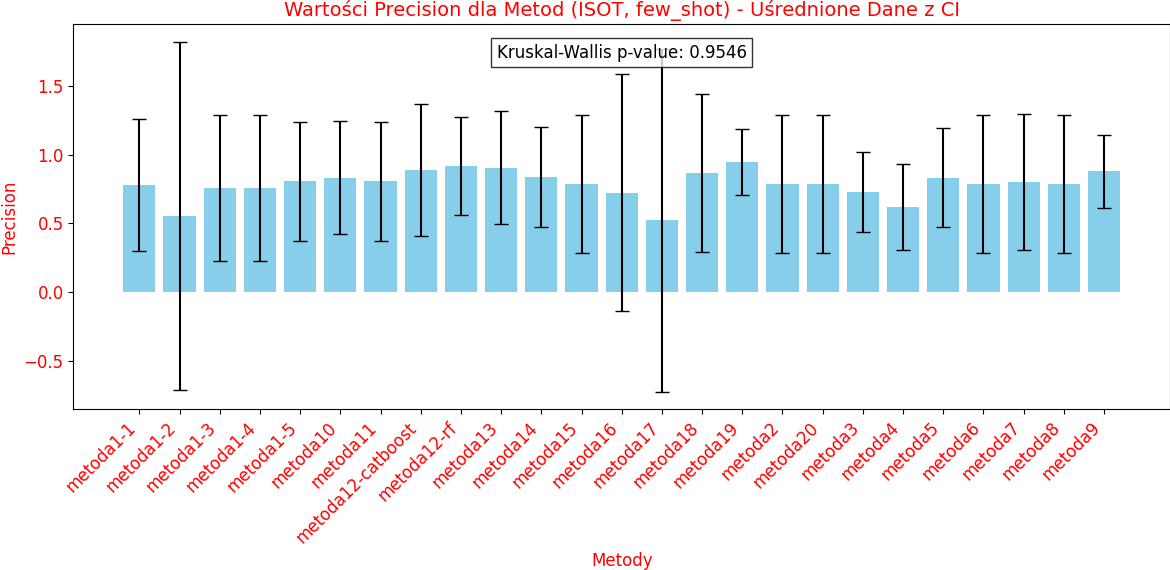 Wartości Precision dla Metod (ISOT, few_shot) - Uśrednione Dane z CI
Kruskal-Wallis p-value: 0.9546
1.5
1.0
0.5
0.0
−0.5
Precision
metoda1-1
metoda1-2
metoda1-3
metoda1-4
metoda1-5
metoda10
metoda11
metoda12-catboost
metoda12-rf
metoda13
metoda14
metoda15
metoda16
metoda17
metoda18
metoda19
metoda2
metoda20
metoda3
metoda4
metoda5
metoda6
metoda7
metoda8
metoda9
Metody